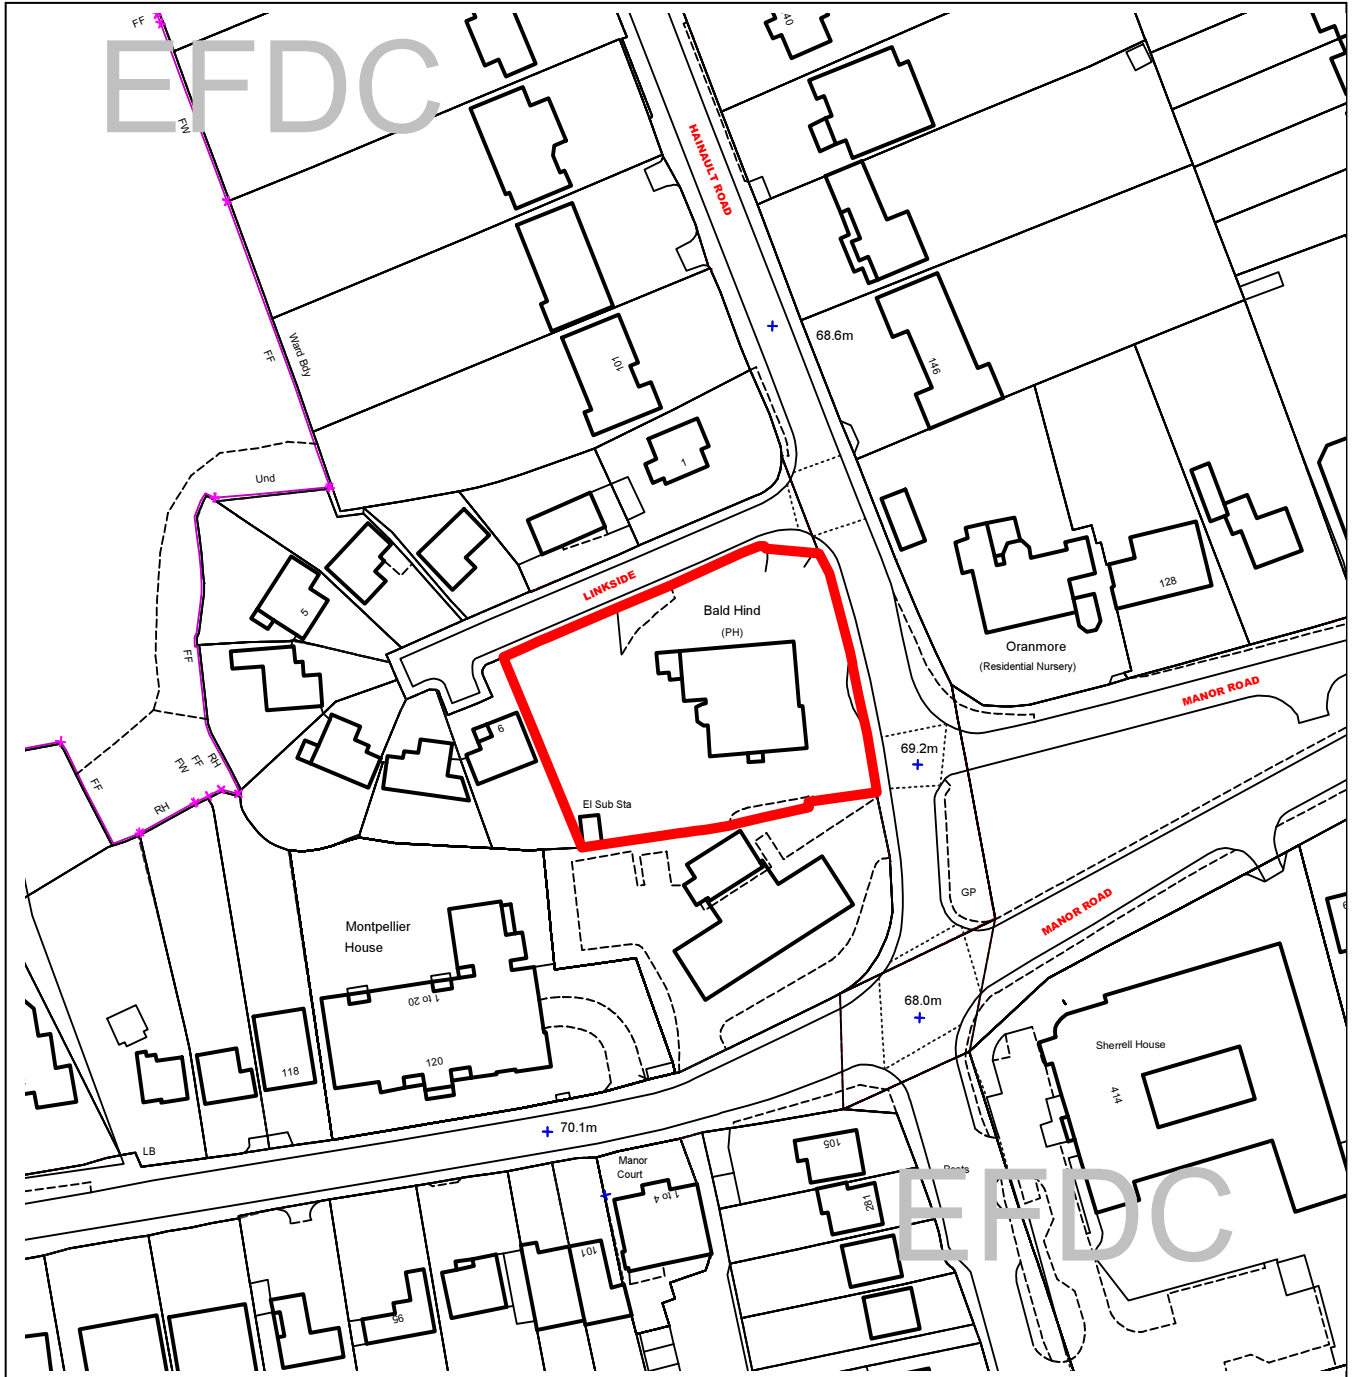 FF
EFDC
40
FW
HAINAULT ROAD
Ward Bdy
FF
68.6m
101
146
1
Und
LINKSIDE
5
Bald Hind
(PH)
128
Oranmore
(Residential Nursery)
FF
MANOR ROAD
6
69.2m
RH
FF
FW
FF
RH
El Sub Sta
GP
MANOR ROAD
Montpellier
House
1 to 20
68.0m
Sherrell House
414
120
118
70.1m
LB
105
Manor
Court
1 to 4
281
Posts
EFDC
101
95